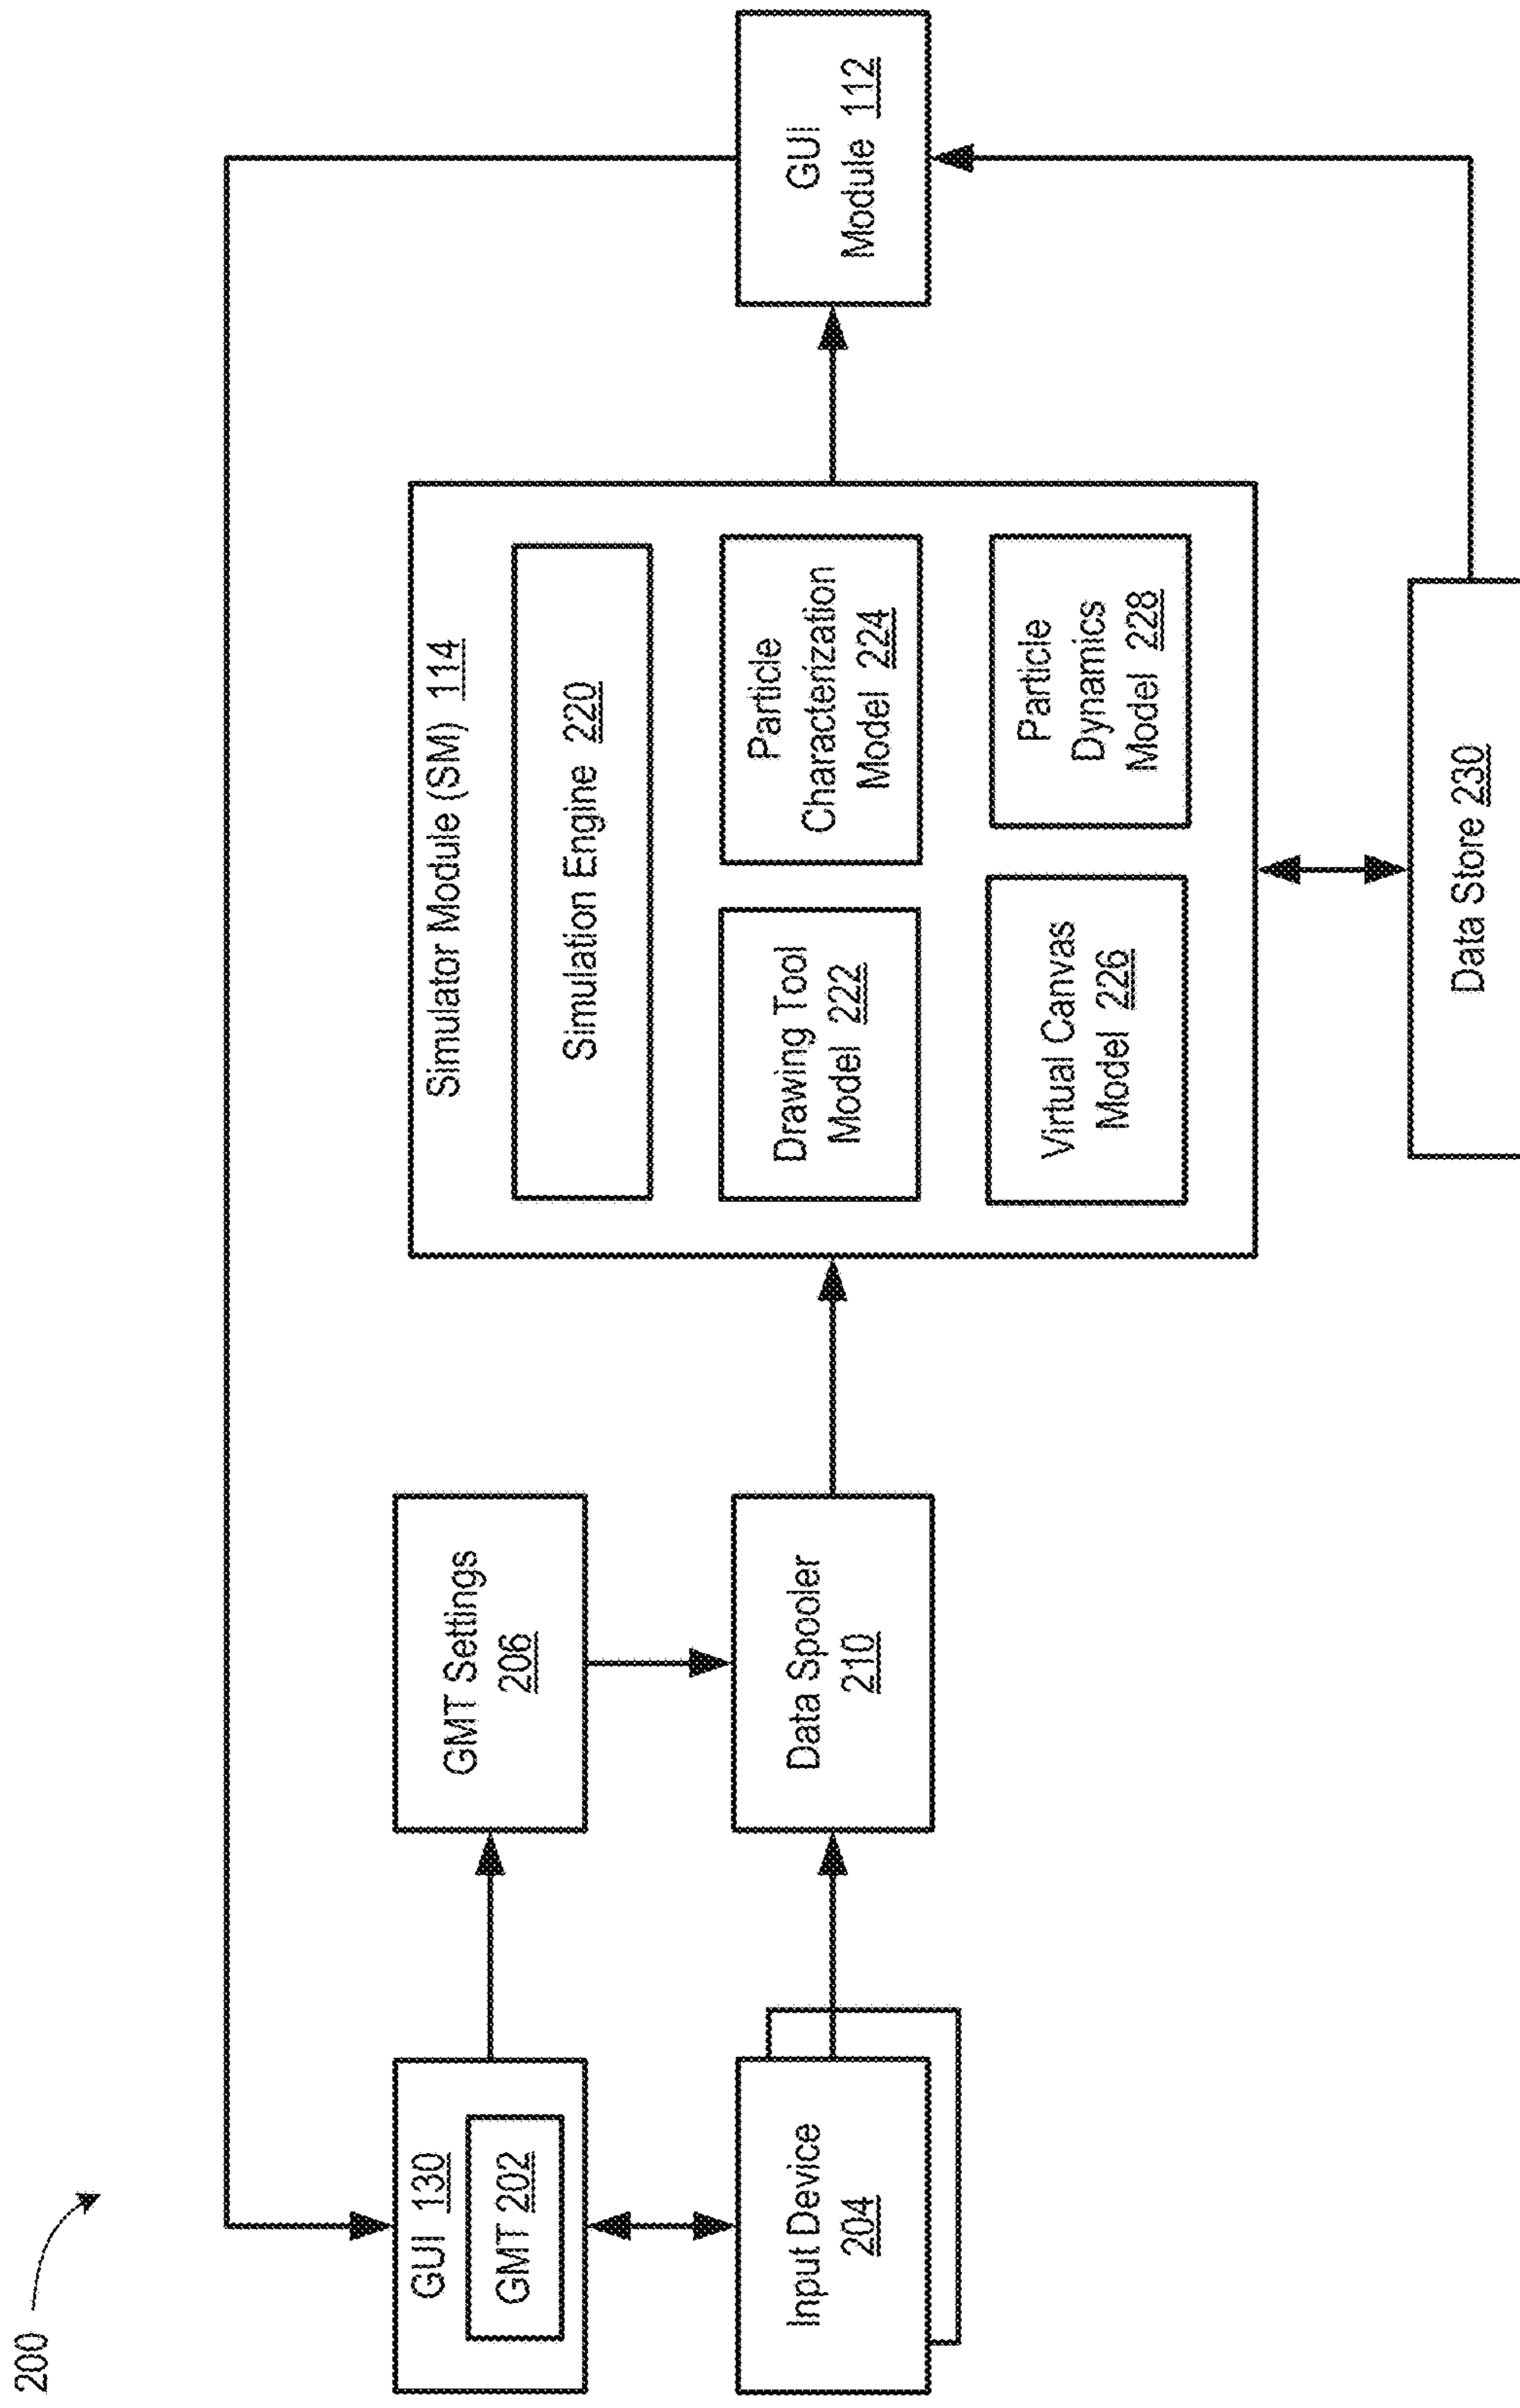 200
GUI 130
GMT 202
Input Device
204
GMT Settings
206
Data Spooler
210
Simulator Module (SM) 114
Simulation Engine 220
Drawing Tool
Model 222
Particle
Characterization
Model 224
Virtual Canvas
Model 226
Particle
Dynamics
Model 228
Data Store 230
GUI
Module 112